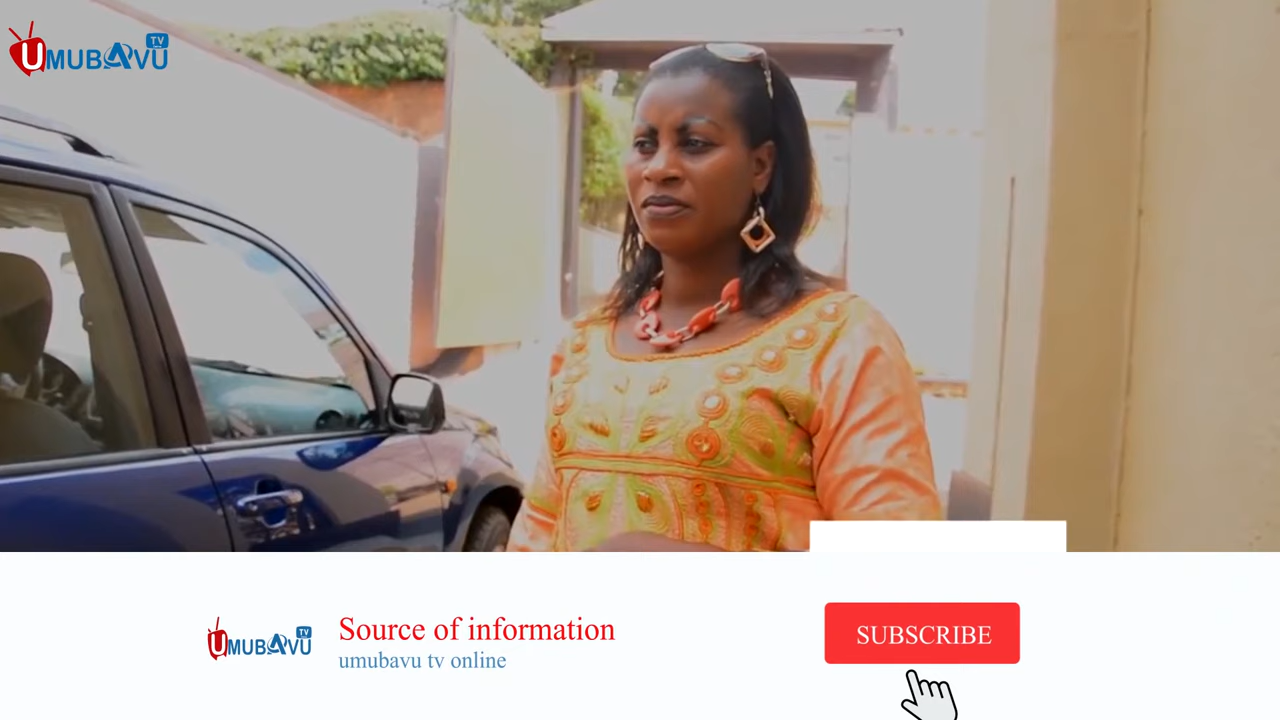 UMUBAVU TV
UMUBAVU TV
Source of information
umubavu tv online
SUBSCRIBE